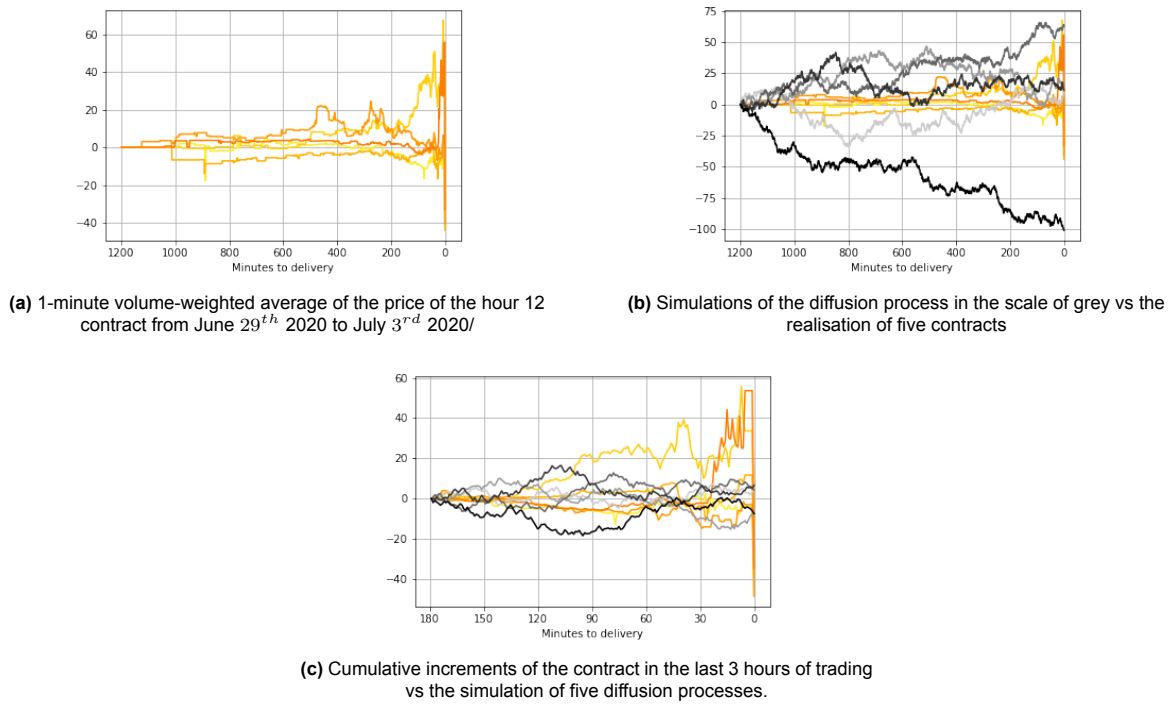 60
40
20
0
−20
−40
1200 1000 800 600 400 200 0
Minutes to delivery
(a) 1-minute volume-weighted average of the price of the hour 12
contract from June 29th 2020 to July 3rd 2020/
75
50
25
0
−25
−50
−75
−100
1200 1000 800 600 400 200 0
Minutes to delivery
(b) Simulations of the diffusion process in the scale of grey vs the
realisation of five contracts
60
40
20
0
−20
−40
180 150 120 90 60 30 0
Minutes to delivery
(c) Cumulative increments of the contract in the last 3 hours of trading
vs the simulation of five diffusion processes.